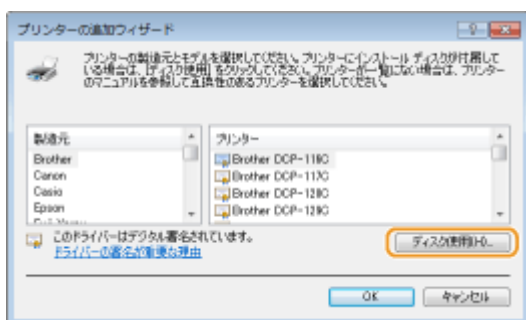 プリンターの追加ウィザード
プリンターの製造元とモデルを選択してください。プリンターにインストール ディスクが付属して
いる場合は、[ディスク使用] をクリックしてください。プリンターが一覧にない場合は、プリンター
のマニュアルを参照して互換性のあるプリンターを選択してください。
製造元
プリンター
Brother
Brother DCP-116C
Canon
Brother DCP-117C
Casio
Brother DCP-128C
Epson
Brother DCP-129C
このドライバーはデジタル署名されています。
ドライバーの署名が重要な理由
ディスク使用(H)...
OK
キャンセル